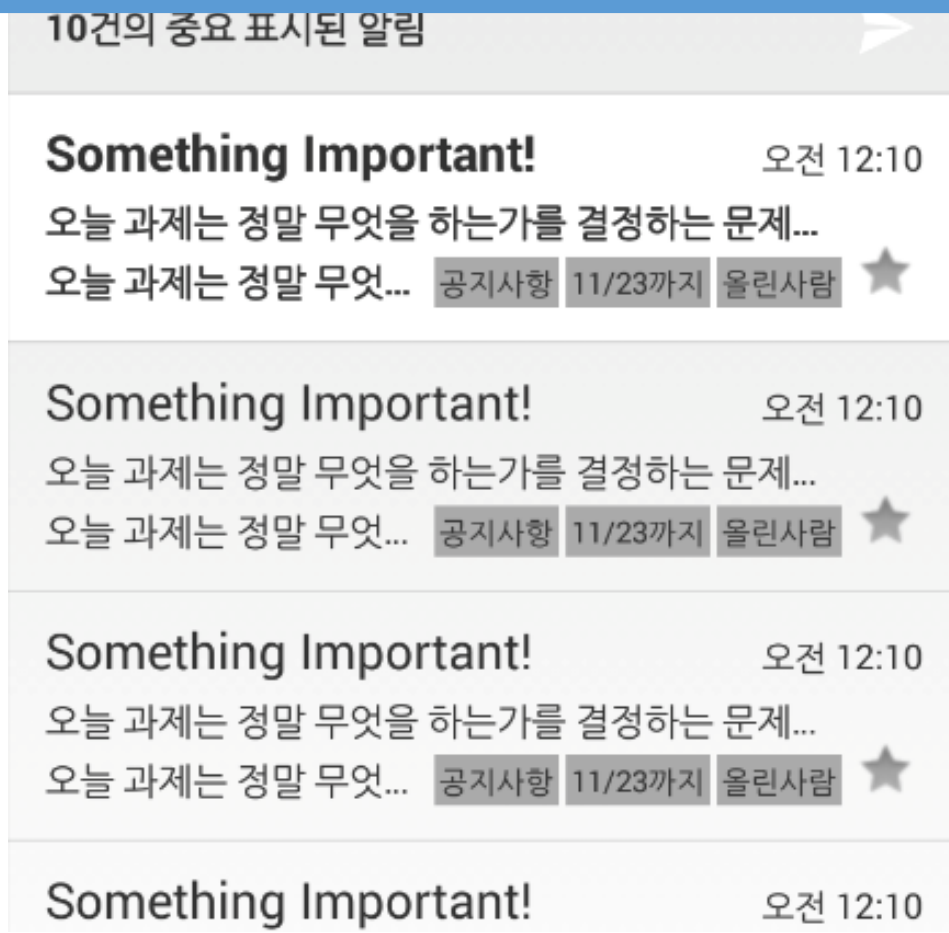 10건의 중요 표시된 알림
Something Important! 오전 12:10
오늘 과제는 정말 무엇을 하는가를 결정하는 문제...
오늘 과제는 정말 무엇... 공지사항 11/23까지 올린사람
Something Important! 오전 12:10
오늘 과제는 정말 무엇을 하는가를 결정하는 문제...
오늘 과제는 정말 무엇... 공지사항 11/23까지 올린사람
Something Important! 오전 12:10
오늘 과제는 정말 무엇을 하는가를 결정하는 문제...
오늘 과제는 정말 무엇... 공지사항 11/23까지 올린사람
Something Important! 오전 12:10